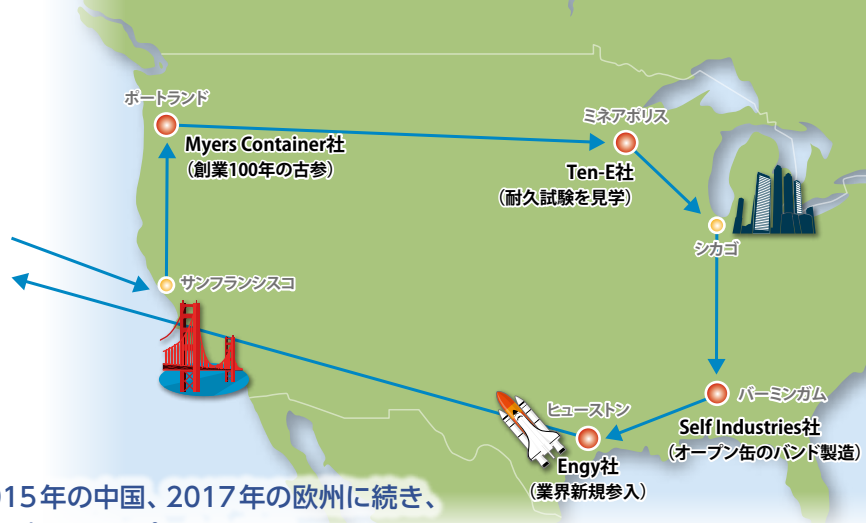 ポートランド
Myers Container社
（創業100年の古参）
ミネアポリス
Ten-E社
（耐久試験を見学）
シカゴ
サンフランシスコ
バーミンガム
Self Industries社
（オープン缶のバンド製造）
ヒューストン
Engy社
（業界新規参入）
15年の中国、2017年の欧州に続き、